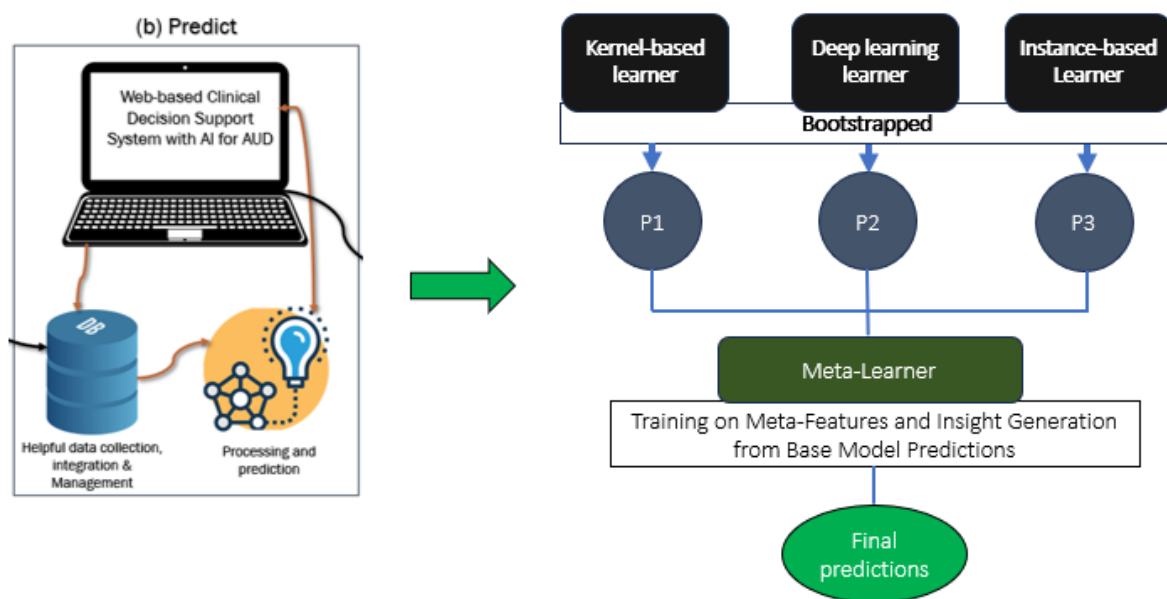 (b) Predict
Web-based Clinical
Decision Support
System with AI for AUD
DB
Helpful data collection,
integration &
Management
Processing and
prediction
Kernel-based
learner
Deep learning
learner
Instance-based
Learner
Bootstrapped
P1
P2
P3
Meta-Learner
Training on Meta-Features and Insight Generation
from Base Model Predictions
Final
predictions